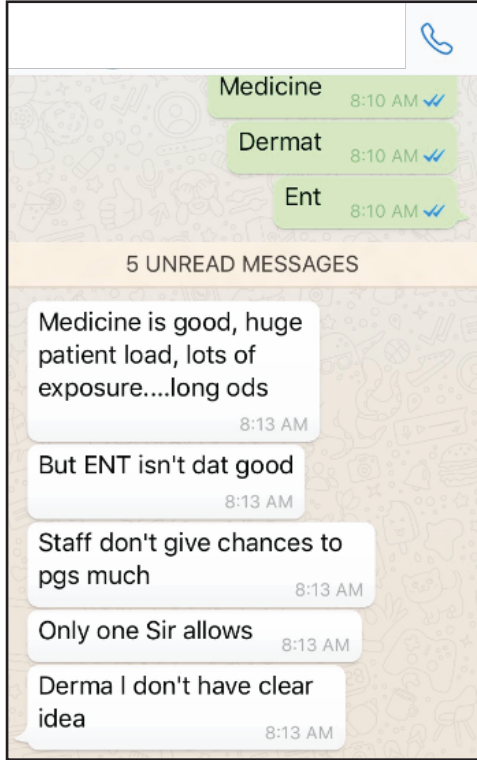 Medicine
8:10 AM
Dermat
8:10 AM
Ent
8:10 AM
5 UNREAD MESSAGES
Medicine is good, huge
patient load, lots of
exposure....long ods
8:13 AM
But ENT isn't dat good
8:13 AM
Staff don't give chances to
pgs much
8:13 AM
Only one Sir allows
8:13 AM
Derma I don't have clear
idea
8:13 AM